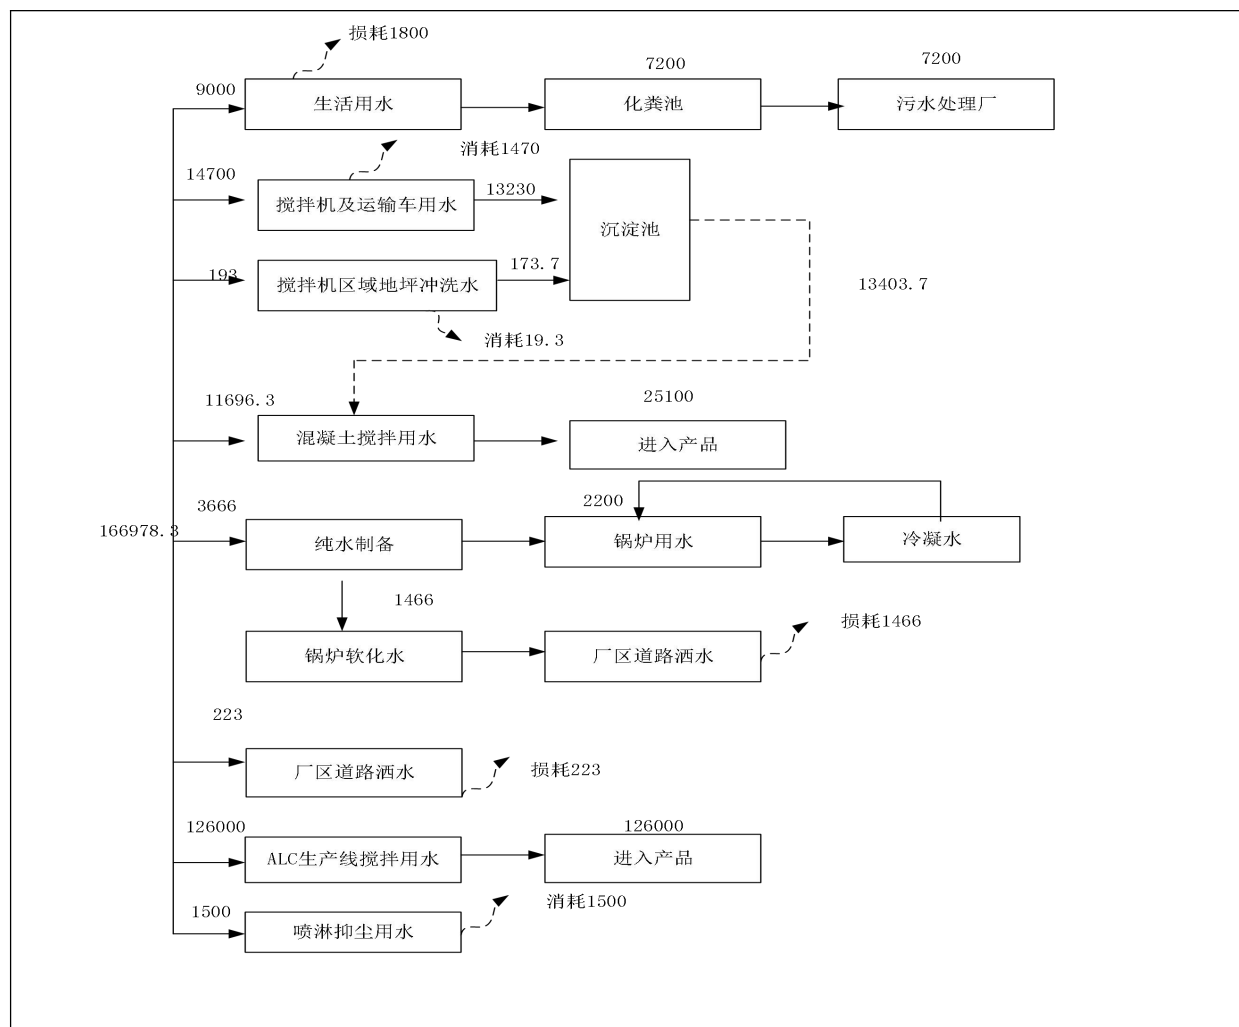 损耗1800
9000
生活用水
7200
化粪池
7200
污水处理厂
消耗1470
14700
搅拌机及运输车用水
13230
沉淀池
193
搅拌机区域地坪冲洗水
173.7
13403.7
消耗19.3
11696.3
混凝土搅拌用水
25100
进入产品
3666
166978.3
纯水制备
2200
锅炉用水
冷凝水
1466
锅炉软化水
厂区道路洒水
损耗1466
223
厂区道路洒水
损耗223
126000
ALC生产线搅拌用水
126000
进入产品
1500
喷淋抑尘用水
消耗1500